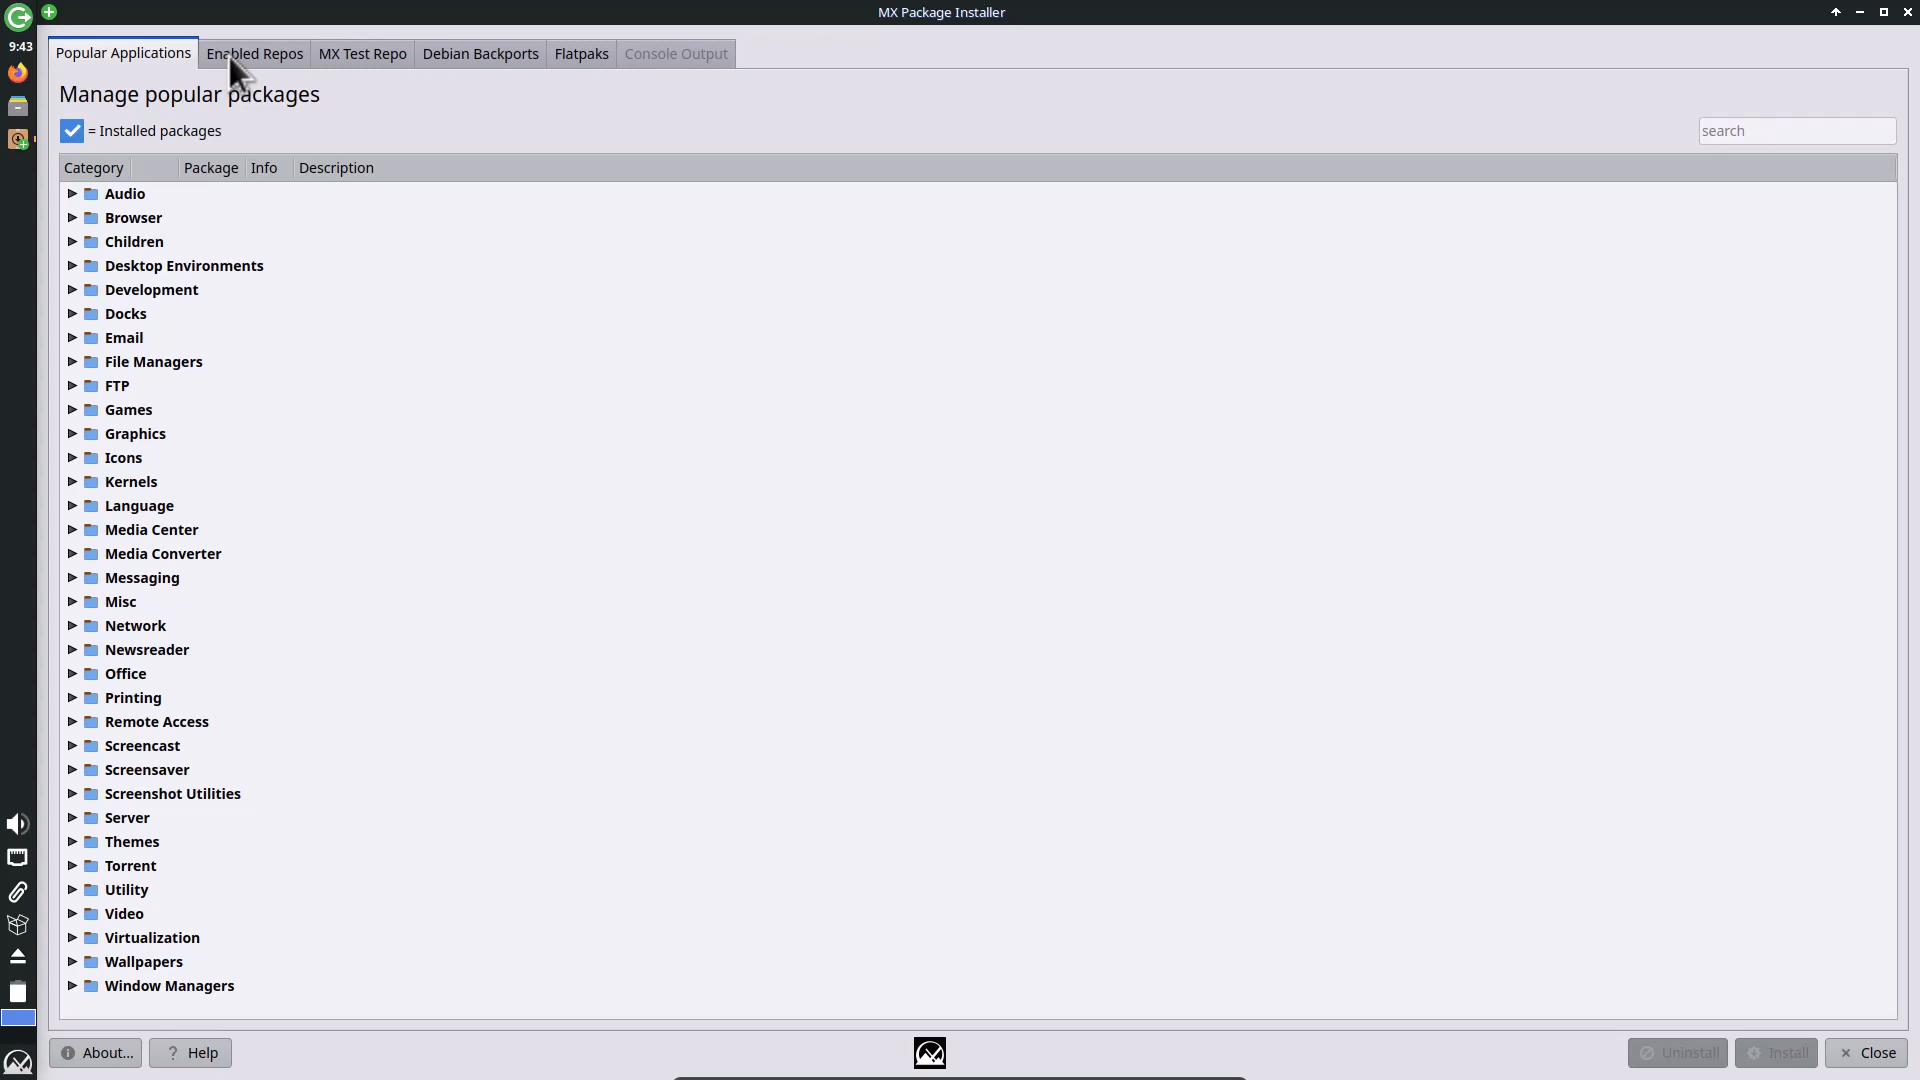 MX Package Installer
9:43
Popular Applications Enabled Repos MX Test Repo Debian Backports Flatpaks Console Output
Manage popular packages
= Installed packages
search
Category Package Info Description
Audio
Browser
Children
Desktop Environments
Development
Docks
Email
File Managers
FTP
Games
Graphics
Icons
Kernels
Language
Media Center
Media Converter
Messaging
Misc
Network
Newsreader
Office
Printing
Remote Access
Screencast
Screensaver
Screenshot Utilities
Server
Themes
Torrent
Utility
Video
Virtualization
Wallpapers
Window Managers
About... ? Help Uninstall Install Close